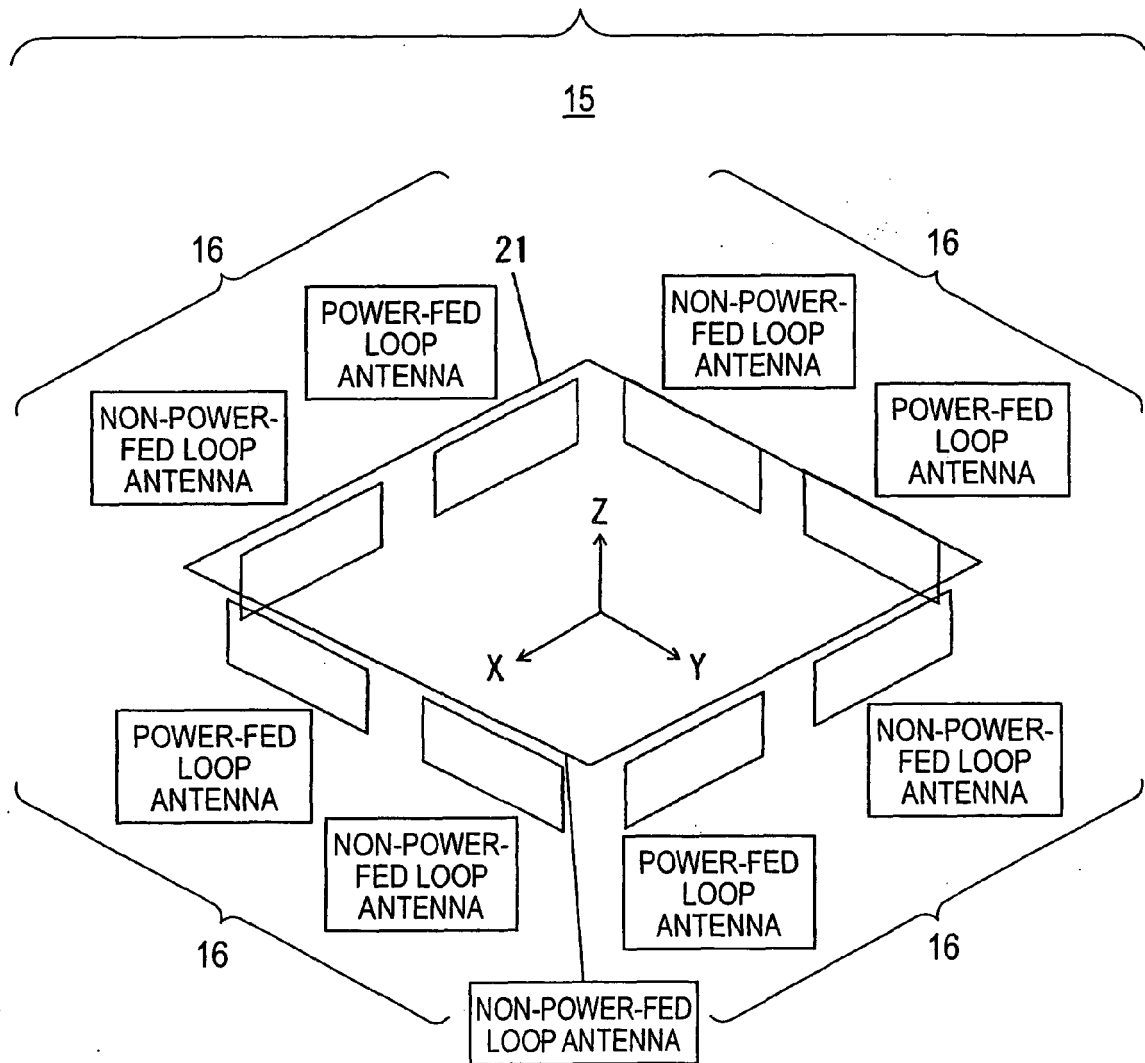 15
16
21
16
POWER-FED
LOOP
ANTENNA
NON-POWER-
FED LOOP
ANTENNA
NON-POWER-
FED LOOP
ANTENNA
POWER-FED
LOOP
ANTENNA
Z
X
Y
POWER-FED
LOOP
ANTENNA
NON-POWER-
FED LOOP
ANTENNA
NON-POWER-
FED LOOP
ANTENNA
POWER-FED
LOOP
ANTENNA
16
16
NON-POWER-FED
LOOP ANTENNA